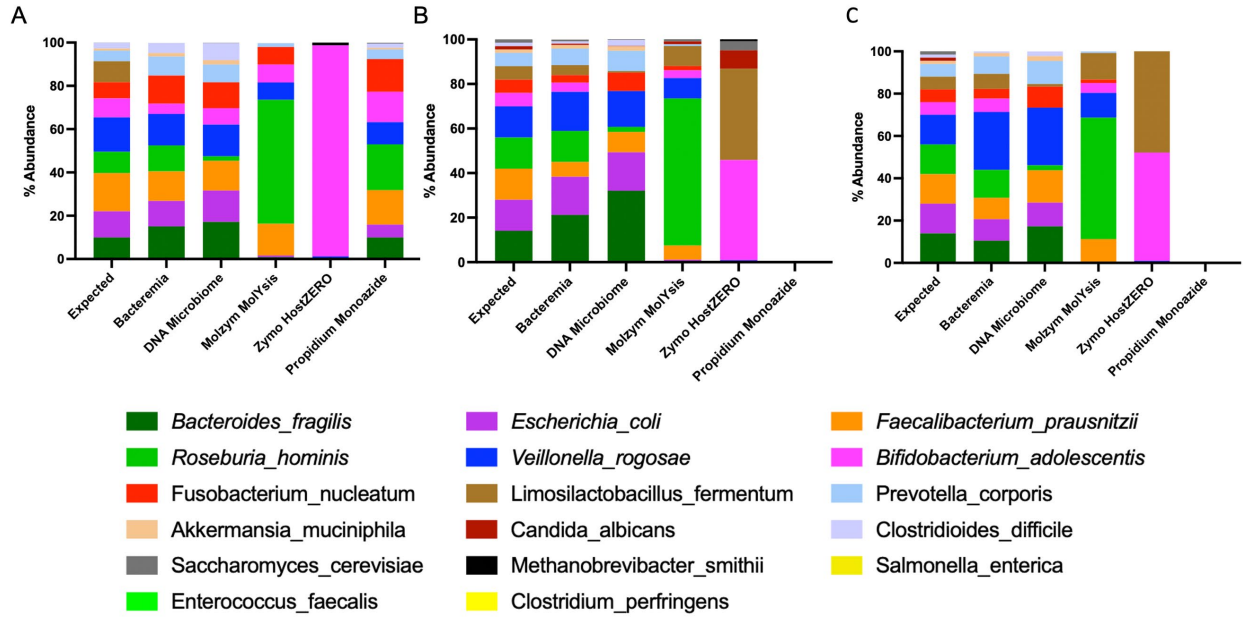 A
% Abundance
100
80
60
40
20
0
Expected
Bacteremia
DNA Microbiome
Molzym MolYsis
Zymo HostZERO
Propidium Monoazide
B
% Abundance
100
80
60
40
20
0
Expected
Bacteremia
DNA Microbiome
Molzym MolYsis
Zymo HostZERO
Propidium Monoazide
C
% Abundance
100
80
60
40
20
0
Expected
Bacteremia
DNA Microbiome
Molzym MolYsis
Zymo HostZERO
Propidium Monoazide
Bacteroides_fragilis
Escherichia_coli
Faecalibacterium_prausnitzii
Roseburia_hominis
Veillonella_rogosae
Bifidobacterium_adolescentis
Fusobacterium_nucleatum
Limosilactobacillus_fermentum
Prevotella_corporis
Akkermansia_muciniphila
Candida_albicans
Clostridioides_difficile
Saccharomyces_cerevisiae
Methanobrevibacter_smithii
Salmonella_enterica
Enterococcus_faecalis
Clostridium_perfringens